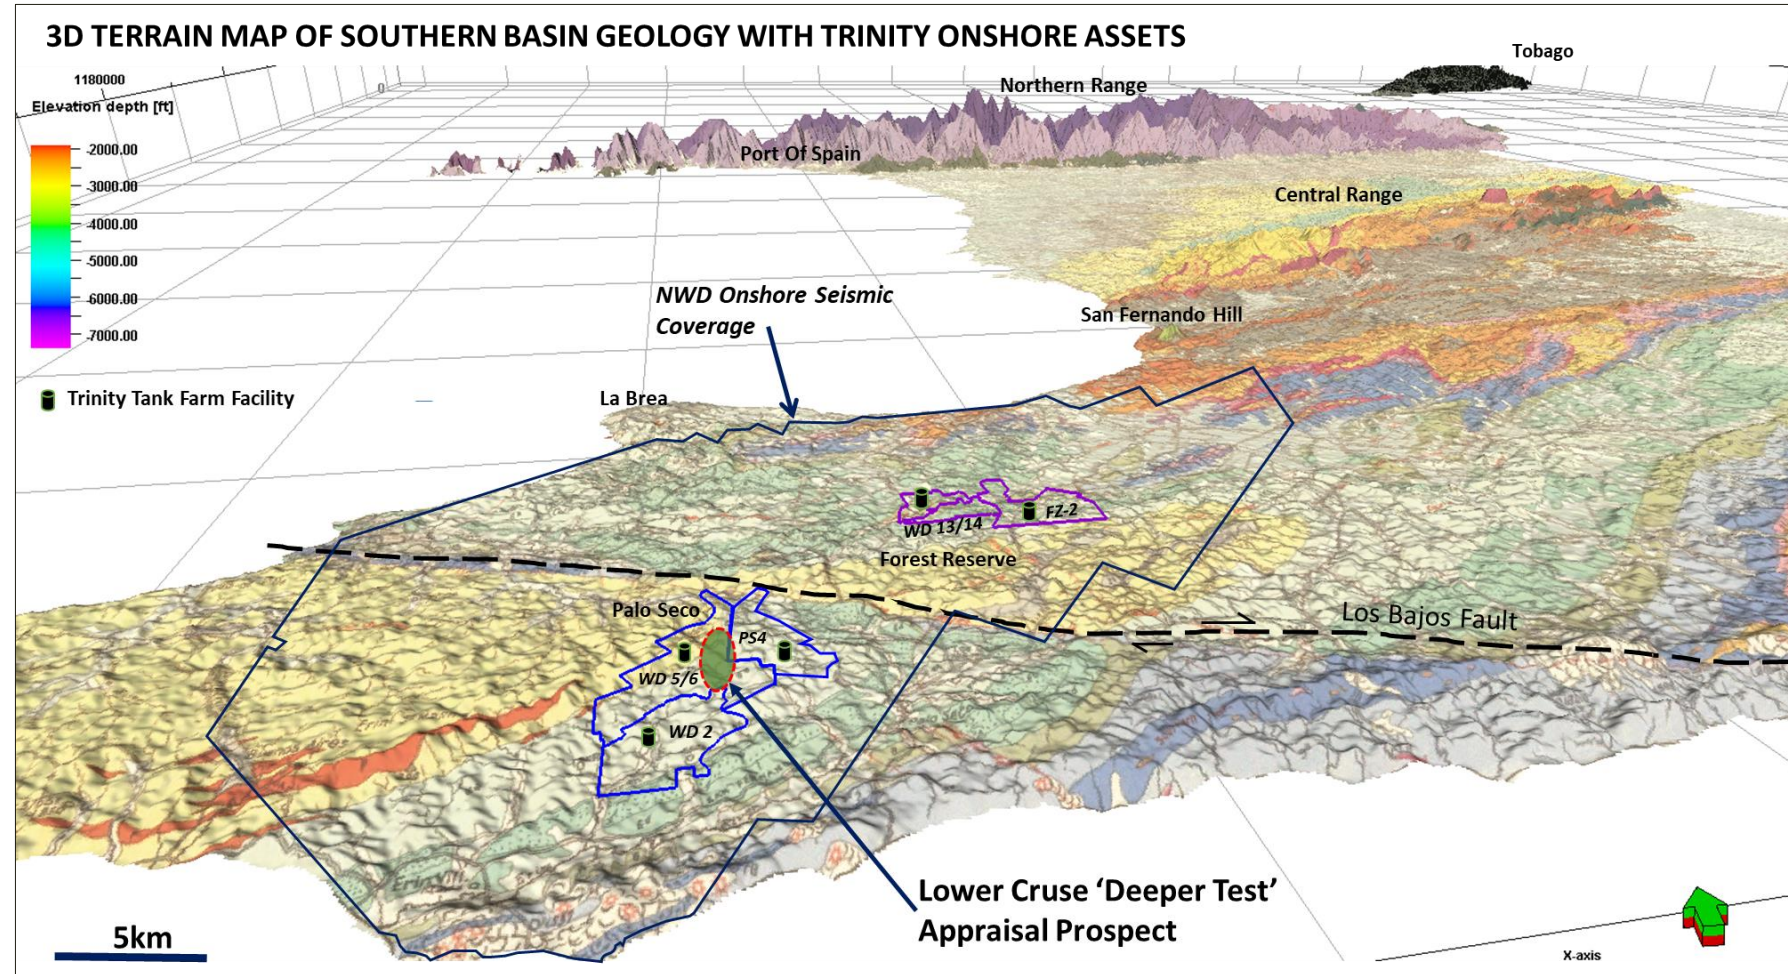 3D TERRAIN MAP OF SOUTHERN BASIN GEOLOGY WITH TRINITY ONSHORE ASSETS
Tobago
1180000
0
Northern Range
Elevation depth [ft]
-2000.00
-3000.00
-4000.00
-5000.00
-6000.00
-7000.00
Port Of Spain
Central Range
NWD Onshore Seismic
Coverage
San Fernando Hill
Trinity Tank Farm Facility
La Brea
WD 13/14
FZ-2
Forest Reserve
Palo Seco
Los Bajos Fault
PS4
WD 5/6
WD 2
Lower Cruse ‘Deeper Test’
Appraisal Prospect
5km
X-axis